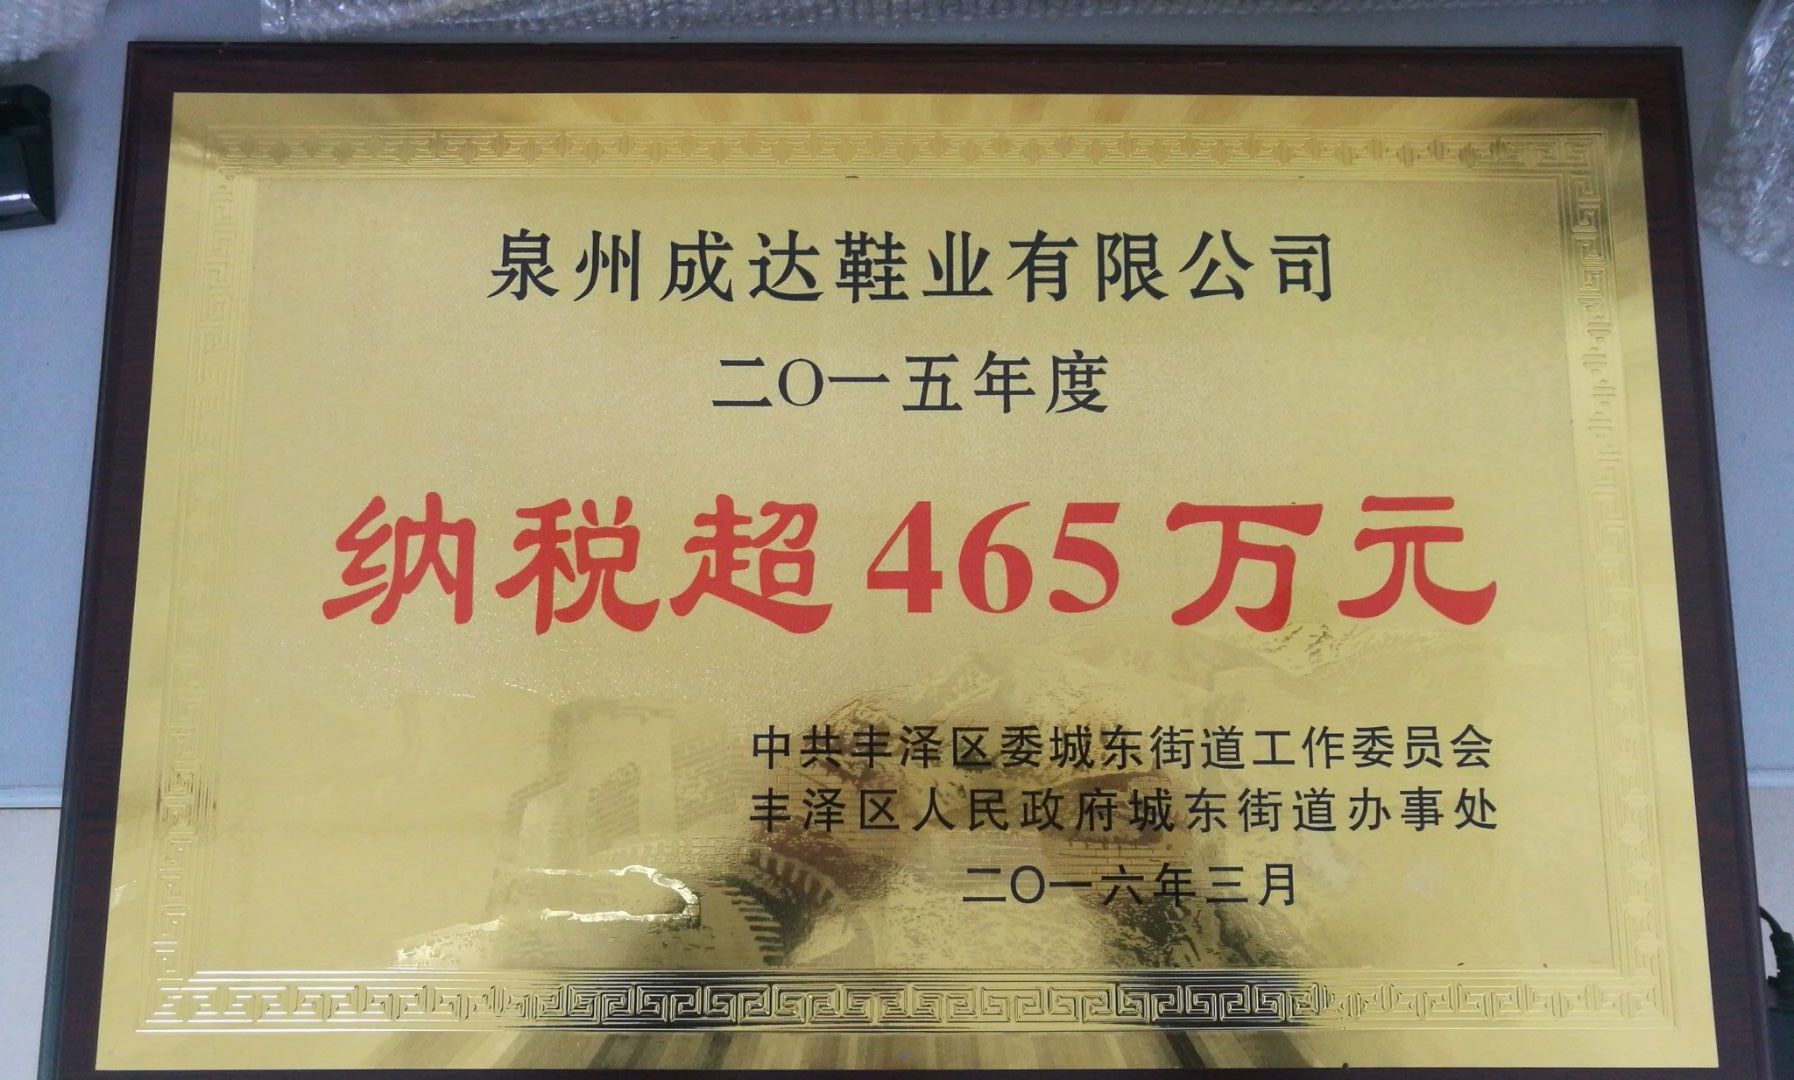 泉州成达鞋业有限公司
二〇一五年度
纳税超465万元
中共丰泽区委城东街道工作委员会
丰泽区人民政府城东街道办事处
二〇一六年三月